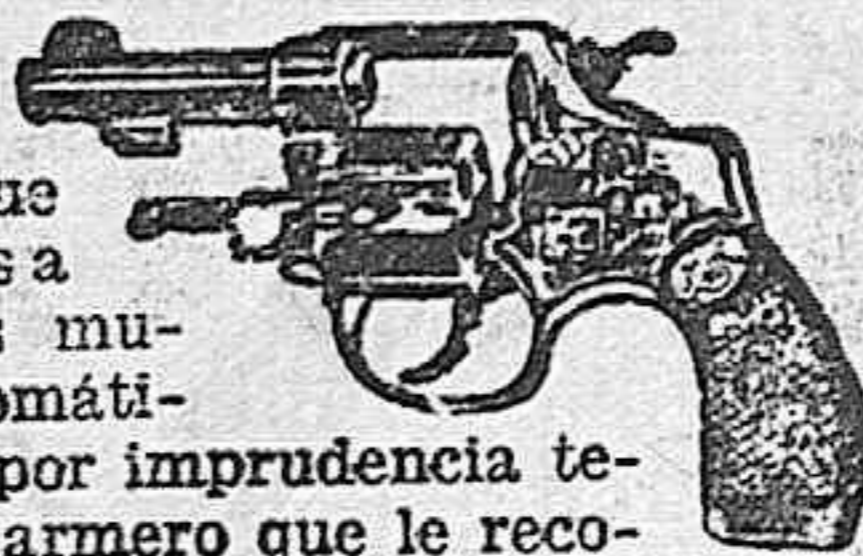 ue
s a
s mu-
omáti-
por imprudencia te-
armero que le reco-